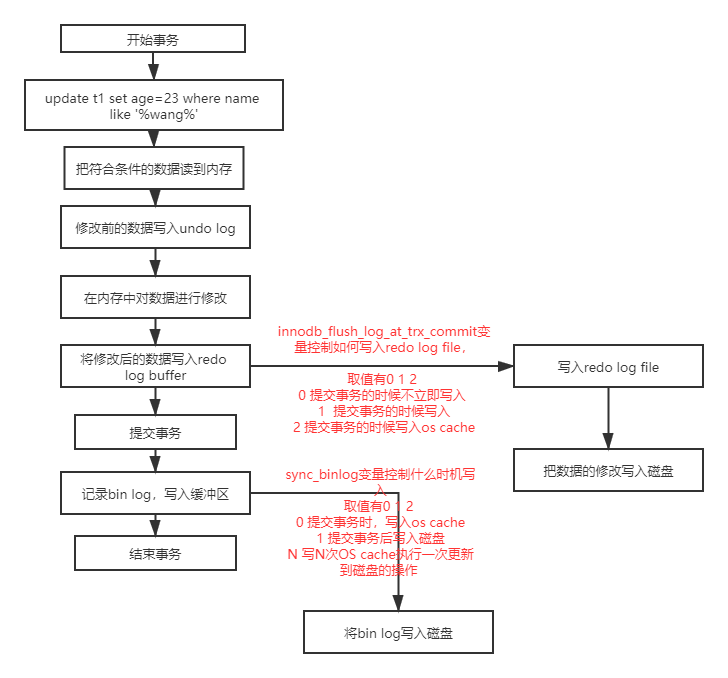 开始事务
update t1 set age=23 where name
like '%wang%'
把符合条件的数据读到内存
修改前的数据写入undo log
在内存中对数据进行修改
将修改后的数据写入redo
log buffer
innodb_flush_log_at_trx_commit变
量控制如何写入redo log file，
取值有0 1 2
0 提交事务的时候不立即写入
1  提交事务的时候写入
2 提交事务的时候写入os cache
写入redo log file
把数据的修改写入磁盘
提交事务
记录bin log，写入缓冲区
sync_binlog变量控制什么时机写
入
取值有0 1 2
0 提交事务时，写入os cache
1 提交事务后写入磁盘
N 写N次OS cache执行一次更新
到磁盘的操作
结束事务
将bin log写入磁盘